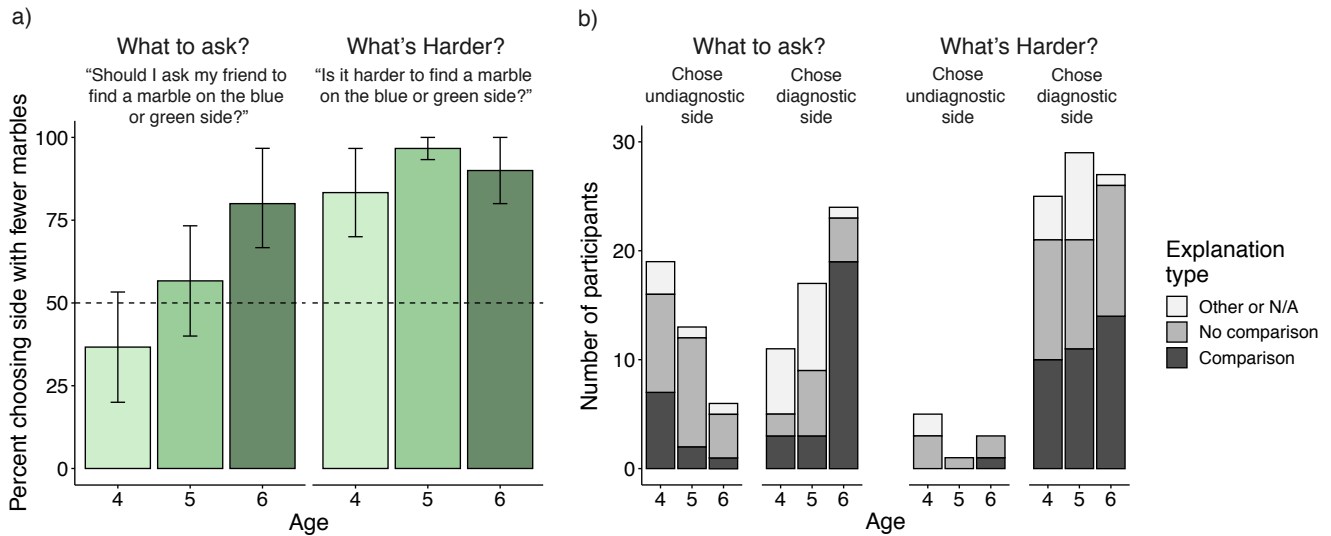 a)
What to ask?
“Should I ask my friend to
find a marble on the blue
or green side?”
What’s Harder?
“Is it harder to find a marble
on the blue or green side?”
Percent choosing side with fewer marbles
100
75
50
25
0
4 5 6
4 5 6
Age
b)
What to ask?
Chose
undiagnostic
side
Chose
diagnostic
side
What’s Harder?
Chose
undiagnostic
side
Chose
diagnostic
side
Number of participants
30
20
10
0
4 5 6
4 5 6
4 5 6
4 5 6
Age
Explanation
type
Other or N/A
No comparison
Comparison